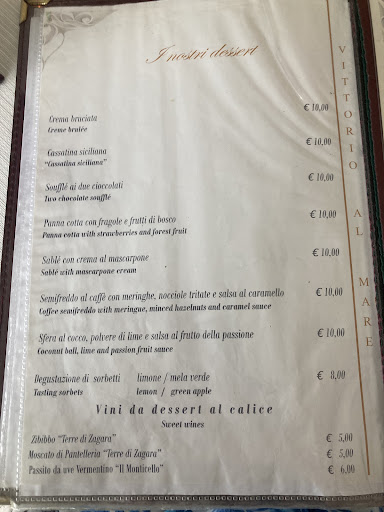 I nostri dessert
Crema bruciata € 10,00
Creme brulee
Cassatina siciliana € 10,00
"Cassatina siciliana"
Soufflé ai due cioccolati € 10,00
Two chocolate soufflé
Panna cotta con fragole e frutti di bosco € 10,00
Panna cotta with strawberries and forest fruit
Sablé con crema al mascarpone € 10,00
Sablé with mascarpone cream
Semifreddo al caffè con meringhe, nocciole tritate e salsa al caramello € 10,00
Coffee semifreddo with meringue, minced hazelnuts and caramel sauce
Sfera al cocco, polvere di lime e salsa al frutto della passione € 10,00
Coconut ball, lime and passion fruit sauce
Degustazione di sorbetti limone / mela verde € 8,00
Tasting sorbets lemon / green apple
Vini da dessert al calice
Sweet wines
Zibibbo "Terre di Zagara" € 5,00
Moscato di Pantelleria "Terre di Zagara" € 5,00
Passito da uve Vermentino "Il Monticello" € 6,00
VITTORIO AL MARE